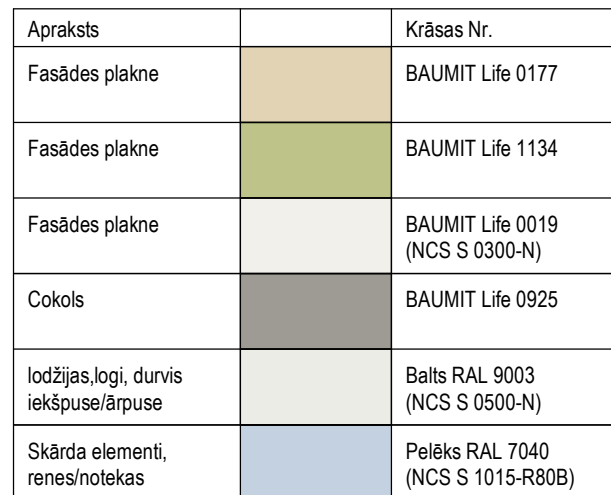 Apraksts
Krāsas Nr.
Fasādes plakne
BAUMIT Life 0177
Fasādes plakne
BAUMIT Life 1134
Fasādes plakne
BAUMIT Life 0019
(NCS S 0300-N)
Cokols
BAUMIT Life 0925
lodžijas,logi, durvis
iekšpuse/ārpuse
Balts RAL 9003
(NCS S 0500-N)
Skārda elementi,
renes/notekas
Pelēks RAL 7040
(NCS S 1015-R80B)